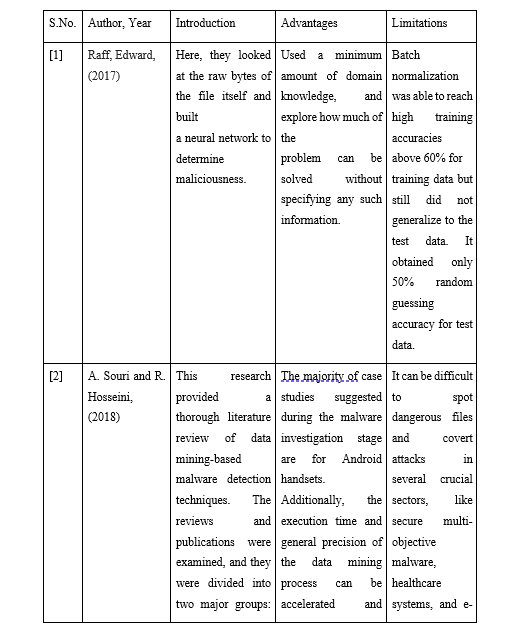 S.No. Author, Year Introduction Advantages Limitations
[1]
Raff, Edward,
(2017)
Here, they looked
at the raw bytes of
the file itself and
built
a neural network to
determine
maliciousness.
Used a minimum
amount of domain
knowledge, and
explore how much of
the
problem can be
solved without
specifying any such
information.
Batch
normalization
was able to reach
high training
accuracies
above 60% for
training data but
still did not
generalize to the
test data. It
obtained only
50% random
guessing
accuracy for test
data.
[2]
A. Souri and R.
Hosseini,
(2018)
This research
provided a
thorough literature
review of data
mining-based
malware detection
techniques. The
reviews and
publications were
examined, and they
were divided into
two major groups:
The majority of case
studies suggested
during the malware
investigation stage
are for Android
handsets.
Additionally, the
execution time and
general precision of
the data mining
process can be
accelerated and
It can be difficult
to spot
dangerous files
and covert
attacks in
several crucial
sectors, like
secure multi-
objective
malware,
healthcare
systems, and e-